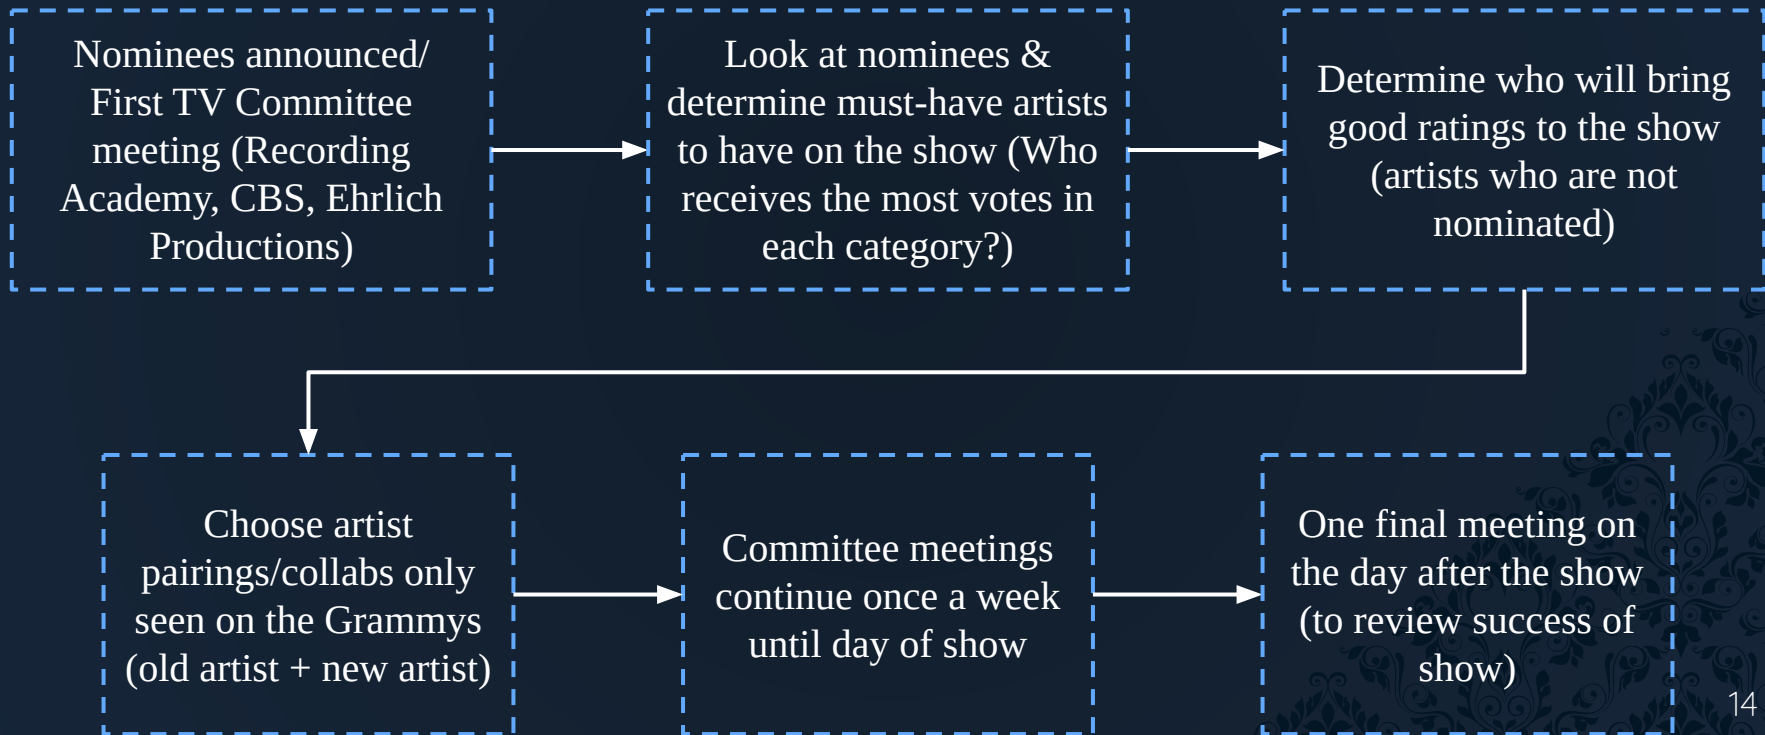 Nominees announced/
First TV Committee
meeting (Recording
Academy, CBS, Ehrlich
Productions)
Look at nominees &
determine must-have artists
to have on the show (Who
receives the most votes in
each category?)
Determine who will bring
good ratings to the show
(artists who are not
nominated)
Choose artist
pairings/collabs only
seen on the Grammys
(old artist + new artist)
Committee meetings
continue once a week
until day of show
One final meeting on
the day after the show
(to review success of
show)
14